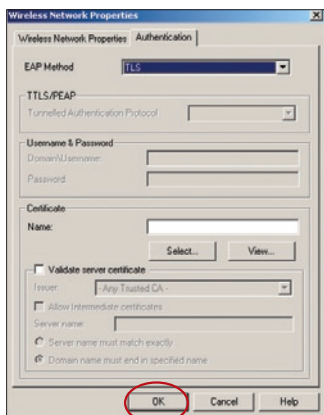 Wireless Network Properties
Wireless Network Properties Authentication
EAP Method TLS
TTLS/PEAP
Tunnelled Authentication Protocol
Username & Password
Domain\Username:
Password:
Certificate
Name:
Select... View...
Validate server certificate
Issuer: - Any Trusted CA -
Allow Intermediate certificates
Server name:
Server name must match exactly
Domain name must end in specified name
OK Cancel Help